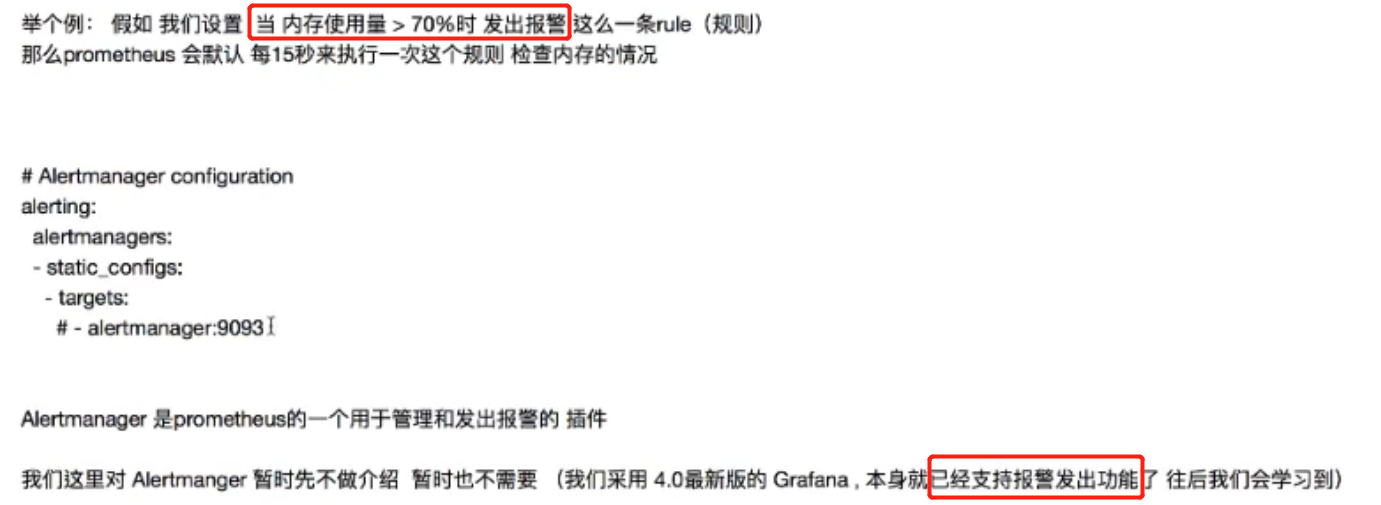 举个例： 假如 我们设置 当 内存使用量 > 70%时 发出报警 这么一条rule（规则）
那么prometheus 会默认 每15秒来执行一次这个规则 检查内存的情况
# Alertmanager configuration
alerting:
  alertmanagers:
  - static_configs:
    - targets:
      # - alertmanager:9093
Alertmanager 是prometheus的一个用于管理和发出报警的 插件
我们这里对 Alertmanger 暂时先不做介绍  暂时也不需要 （我们采用 4.0最新版的 Grafana , 本身就已经支持报警发出功能了 往后我们会学习到）